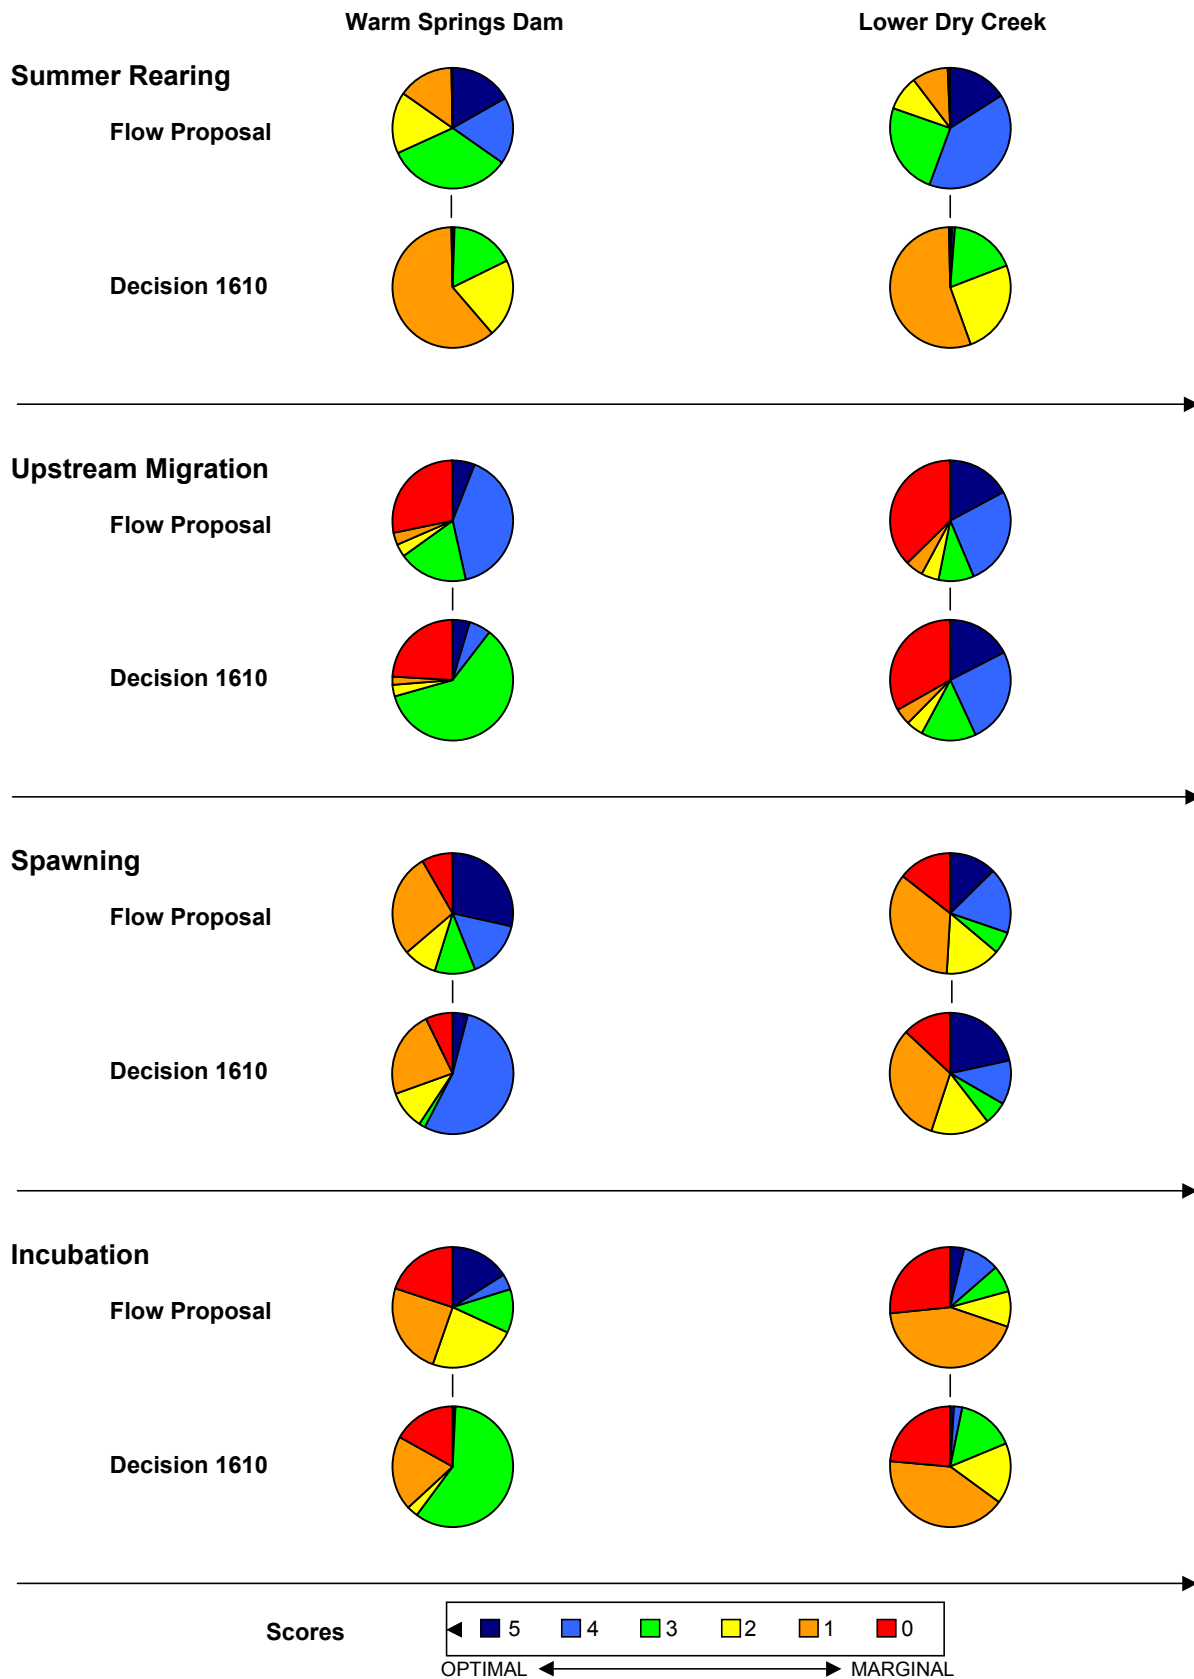 Warm Springs Dam Lower Dry Creek
Summer Rearing
Flow Proposal
Decision 1610
Upstream Migration
Flow Proposal
Decision 1610
Spawning
Flow Proposal
Decision 1610
Incubation
Flow Proposal
Decision 1610
Scores 5 4 3 2 1 0
OPTIMAL MARGINAL